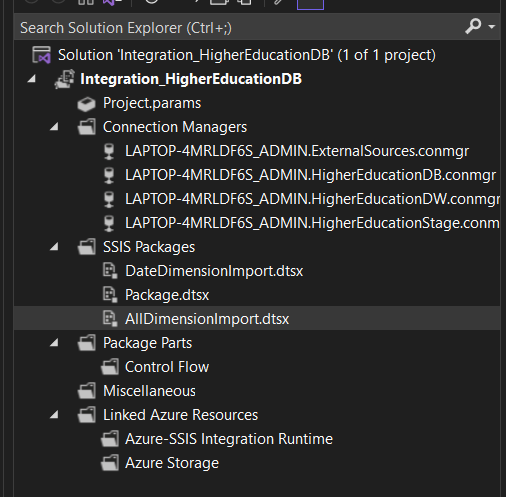 Search Solution Explorer (Ctrl+;)
Solution 'Integration_HigherEducationDB' (1 of 1 project)
Integration_HigherEducationDB
Project.params
Connection Managers
LAPTOP-4MRLDF6S_ADMIN.ExternalSources.conmgr
LAPTOP-4MRLDF6S_ADMIN.HigherEducationDB.conmgr
LAPTOP-4MRLDF6S_ADMIN.HigherEducationDW.conmgr
LAPTOP-4MRLDF6S_ADMIN.HigherEducationStage.conm
SSIS Packages
DateDimensionImport.dtsx
Package.dtsx
AllDimensionImport.dtsx
Package Parts
Control Flow
Miscellaneous
Linked Azure Resources
Azure-SSIS Integration Runtime
Azure Storage